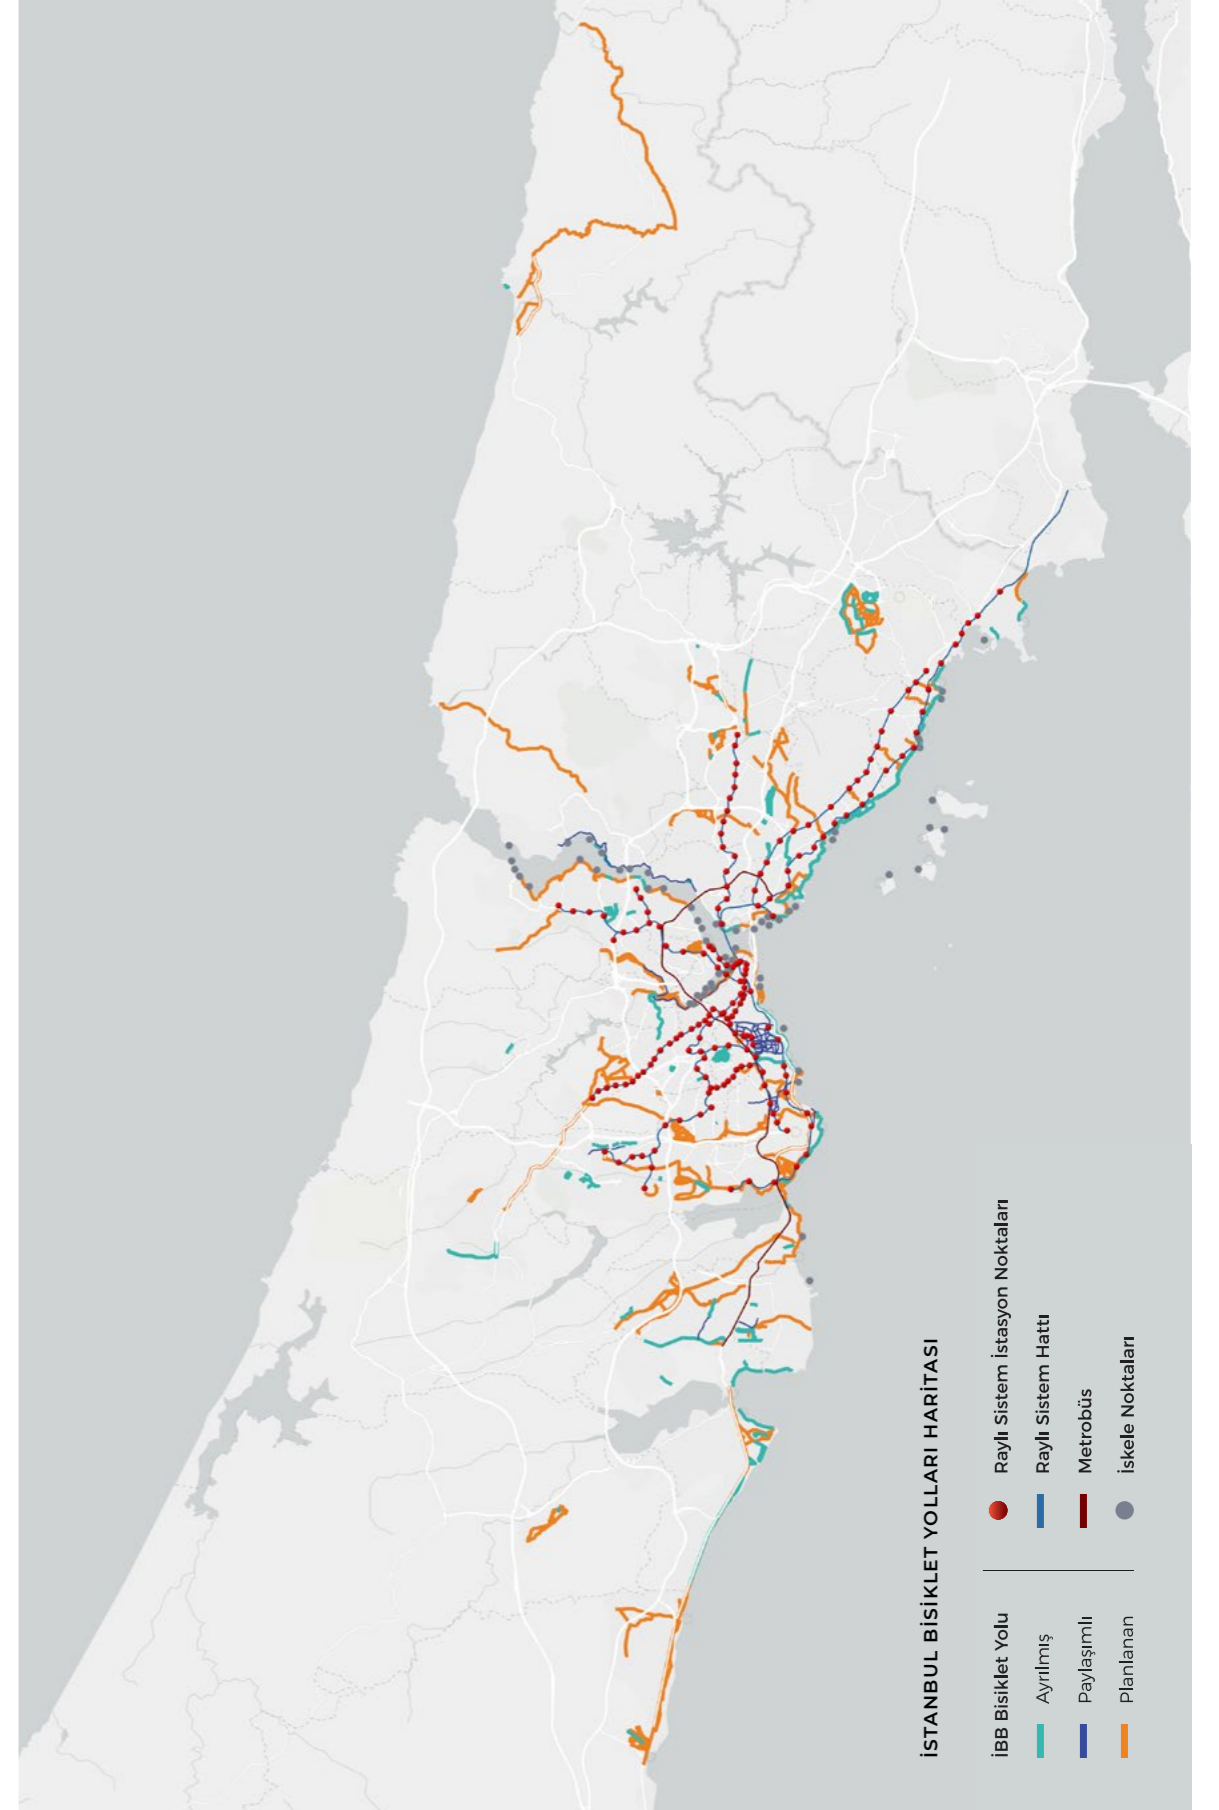 İSTANBUL BİSİKLET YOLLARI HARİTASI
İBB Bisiklet Yolu
Ayrılmış
Paylaşımlı
Planlanan
Raylı Sistem İstasyon Noktaları
Raylı Sistem Hattı
Metrobüs
İskele Noktaları